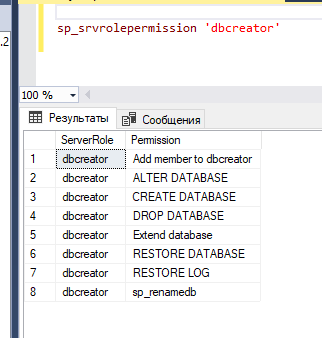 .2
sp_srvrolepermission 'dbcreator'
100 %
Результаты Сообщения
ServerRole Permission
1 dbcreator Add member to dbcreator
2 dbcreator ALTER DATABASE
3 dbcreator CREATE DATABASE
4 dbcreator DROP DATABASE
5 dbcreator Extend database
6 dbcreator RESTORE DATABASE
7 dbcreator RESTORE LOG
8 dbcreator sp_renamedb